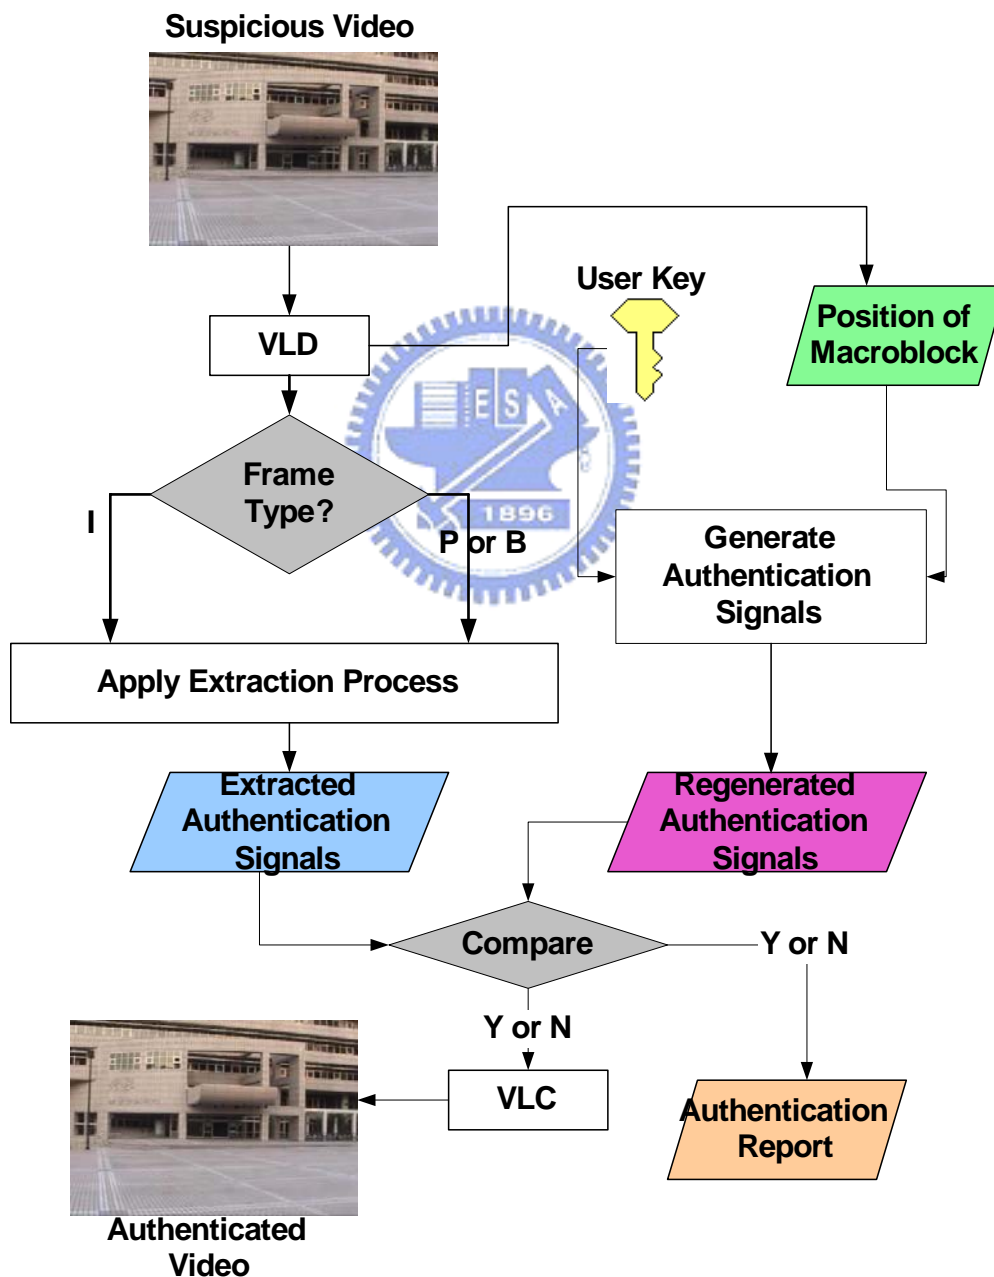 Suspicious Video
User Key
Position of
Macroblock
VLD
E S A
Frame
Type?
I
1896
P or B
Generate
Authentication
Signals
Apply Extraction Process
Extracted
Authentication
Signals
Regenerated
Authentication
Signals
Compare
Y or N
Y or N
VLC
Authentication
Report
Authenticated
Video